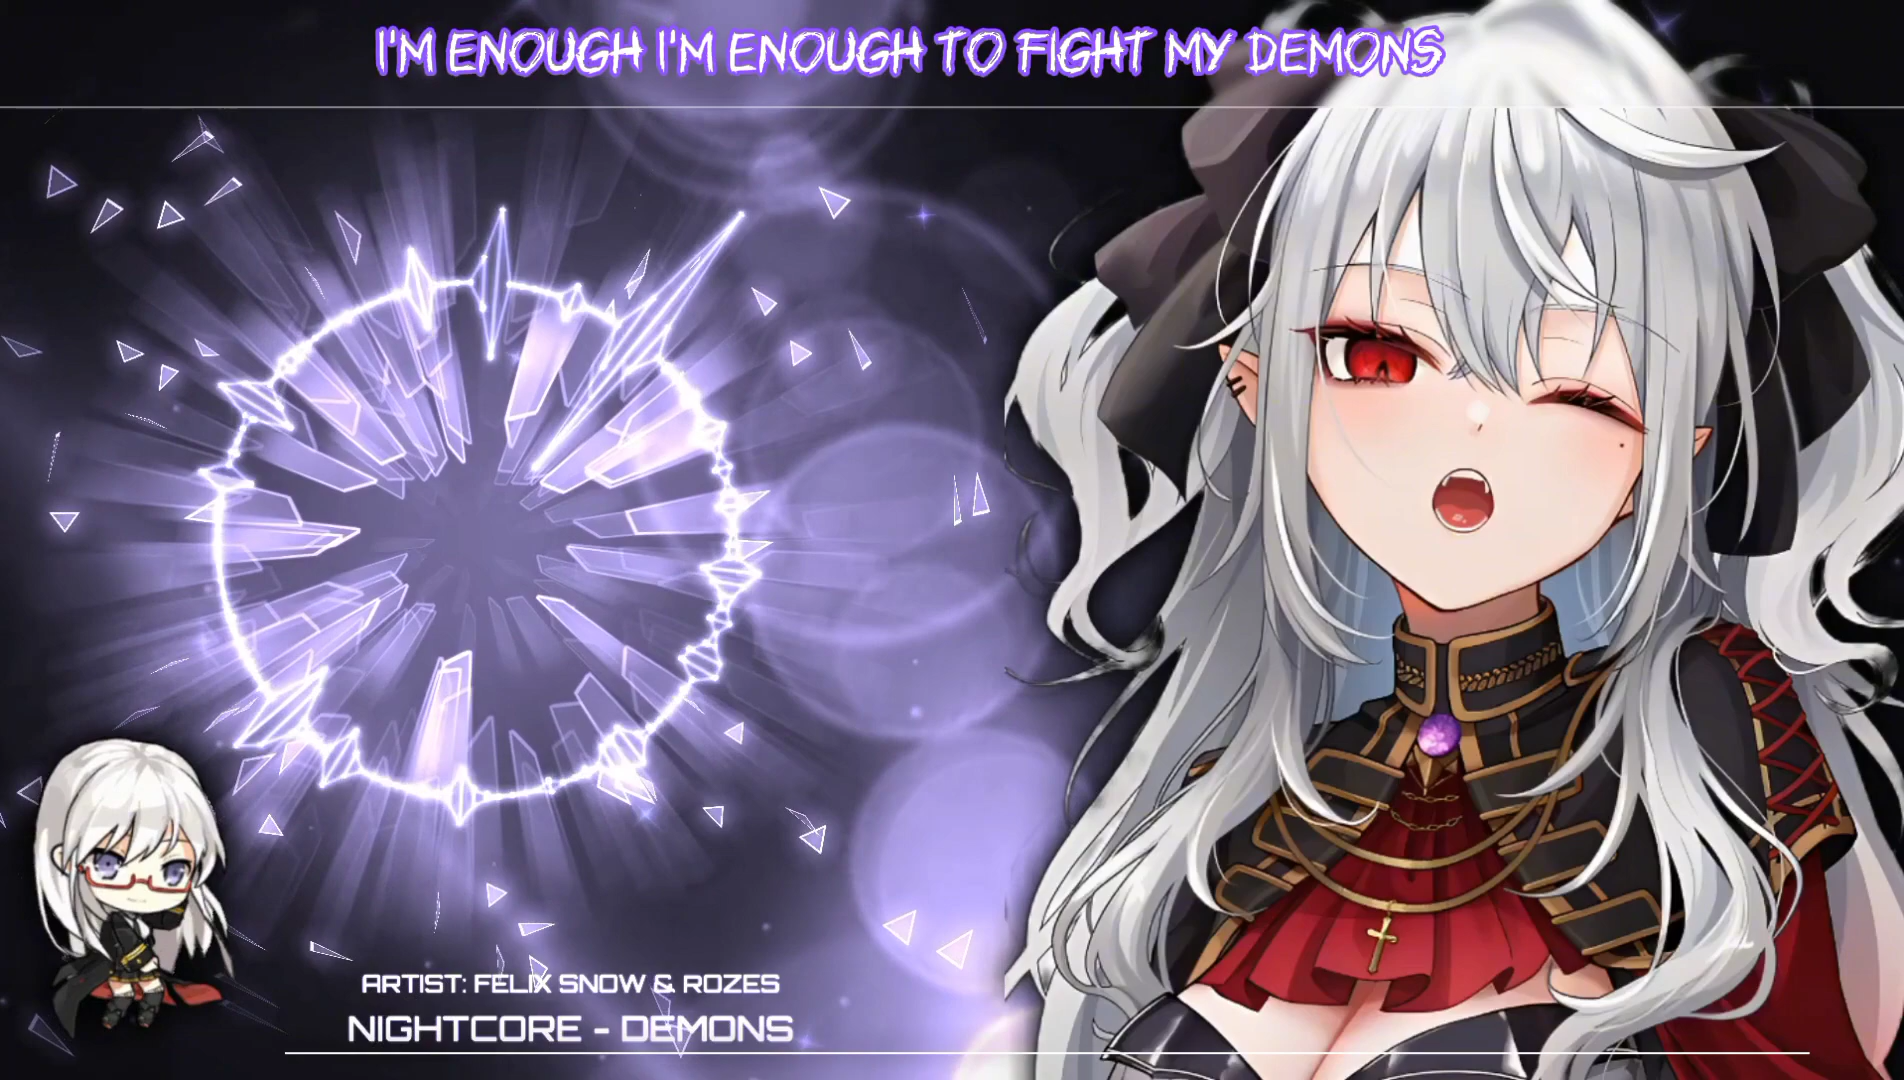 I'M ENOUGH I'M ENOUGH TO FIGHT MY DEMONS
ARTIST: FELIX SNOW & ROZES
NIGHTCORE - DEMONS